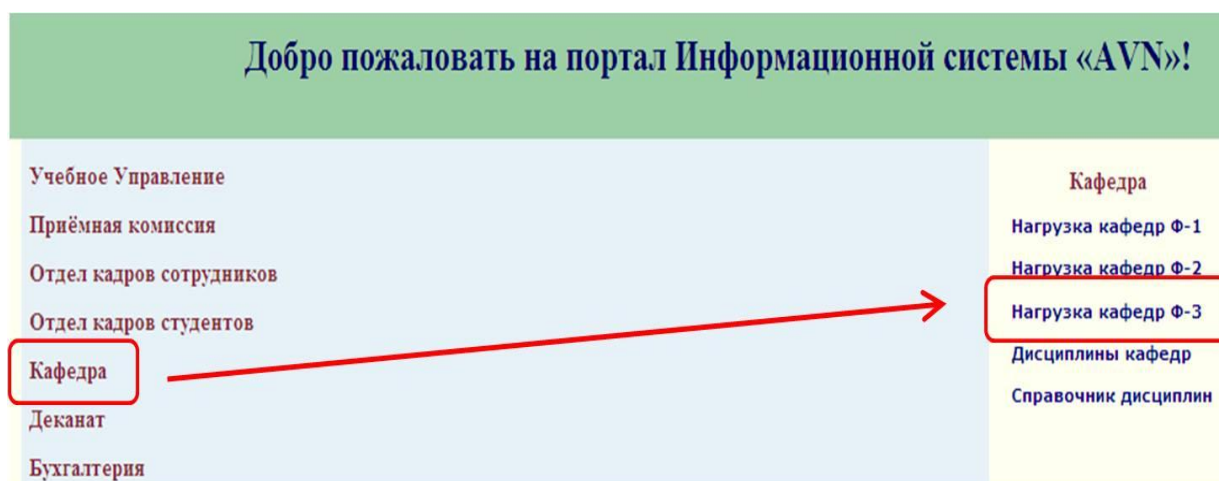 Добро пожаловать на портал Информационной системы «AVN»!
Учебное Управление
Приёмная комиссия
Отдел кадров сотрудников
Отдел кадров студентов
Кафедра
Деканат
Бухгалтерия
Кафедра
Нагрузка кафедр Ф-1
Нагрузка кафедр Ф-2
Нагрузка кафедр Ф-3
Дисциплины кафедр
Справочник дисциплин